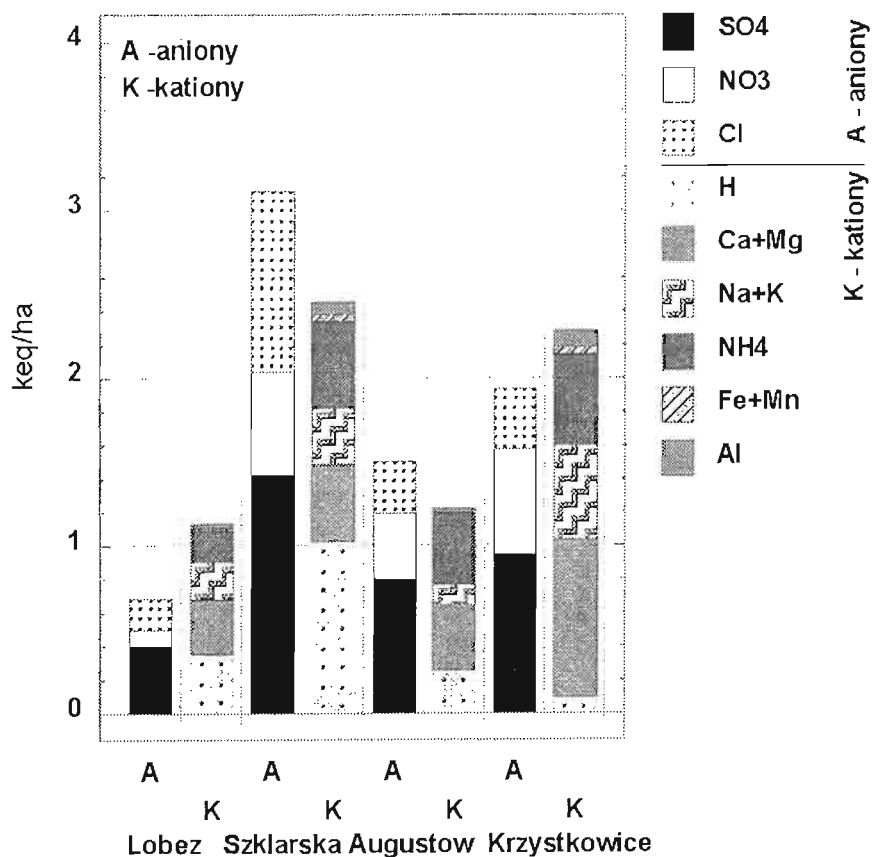 4
3
2
1
0
keq/ha
A -aniony
K -kationy
SO4
NO3
Cl
H
Ca+Mg
Na+K
NH4
Fe+Mn
Al
A - aniony
K - kationy
A A A A
K K K K
Lobez Szklarska Augustow Krzystkowice